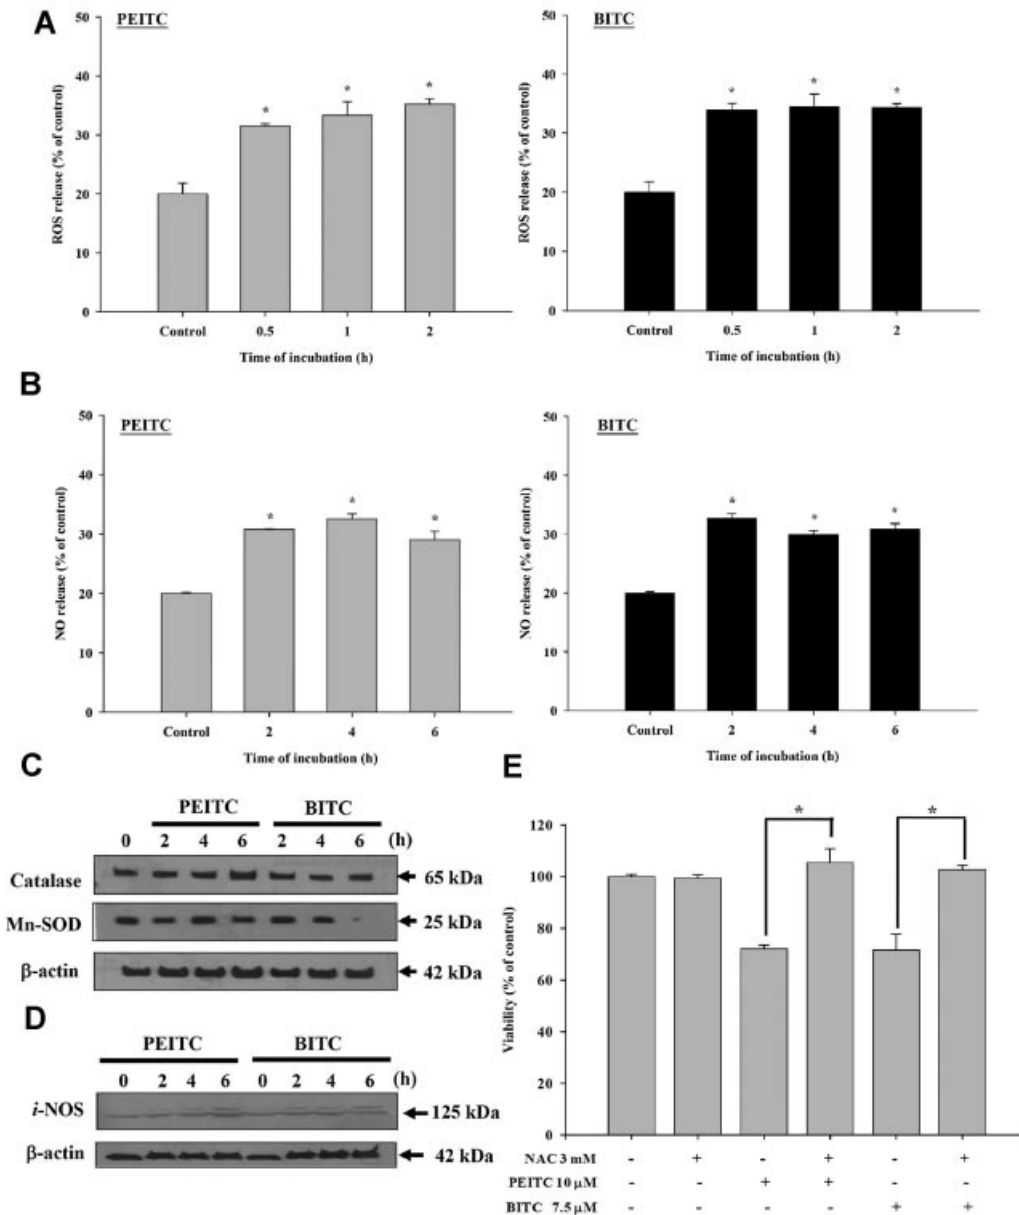 A
PEITC
ROS release (% of control)
50
40
30
20
10
0
* * *
Control 0.5 1 2
Time of incubation (h)
BITC
ROS release (% of control)
50
40
30
20
10
0
* * *
Control 0.5 1 2
Time of incubation (h)
B
PEITC
NO release (% of control)
50
40
30
20
10
0
* * *
Control 2 4 6
Time of incubation (h)
BITC
NO release (% of control)
50
40
30
20
10
0
* * *
Control 2 4 6
Time of incubation (h)
C
PEITC BITC
0 2 4 6 2 4 6 (h)
Catalase 65 kDa
Mn-SOD 25 kDa
β-actin 42 kDa
D
PEITC BITC
0 2 4 6 0 2 4 6 (h)
i-NOS 125 kDa
β-actin 42 kDa
E
Viability (% of control)
120
100
80
60
40
20
0
* *
NAC 3 mM - + - + - +
PEITC 10 μM - - + + - -
BITC 7.5 μM - - - - + +